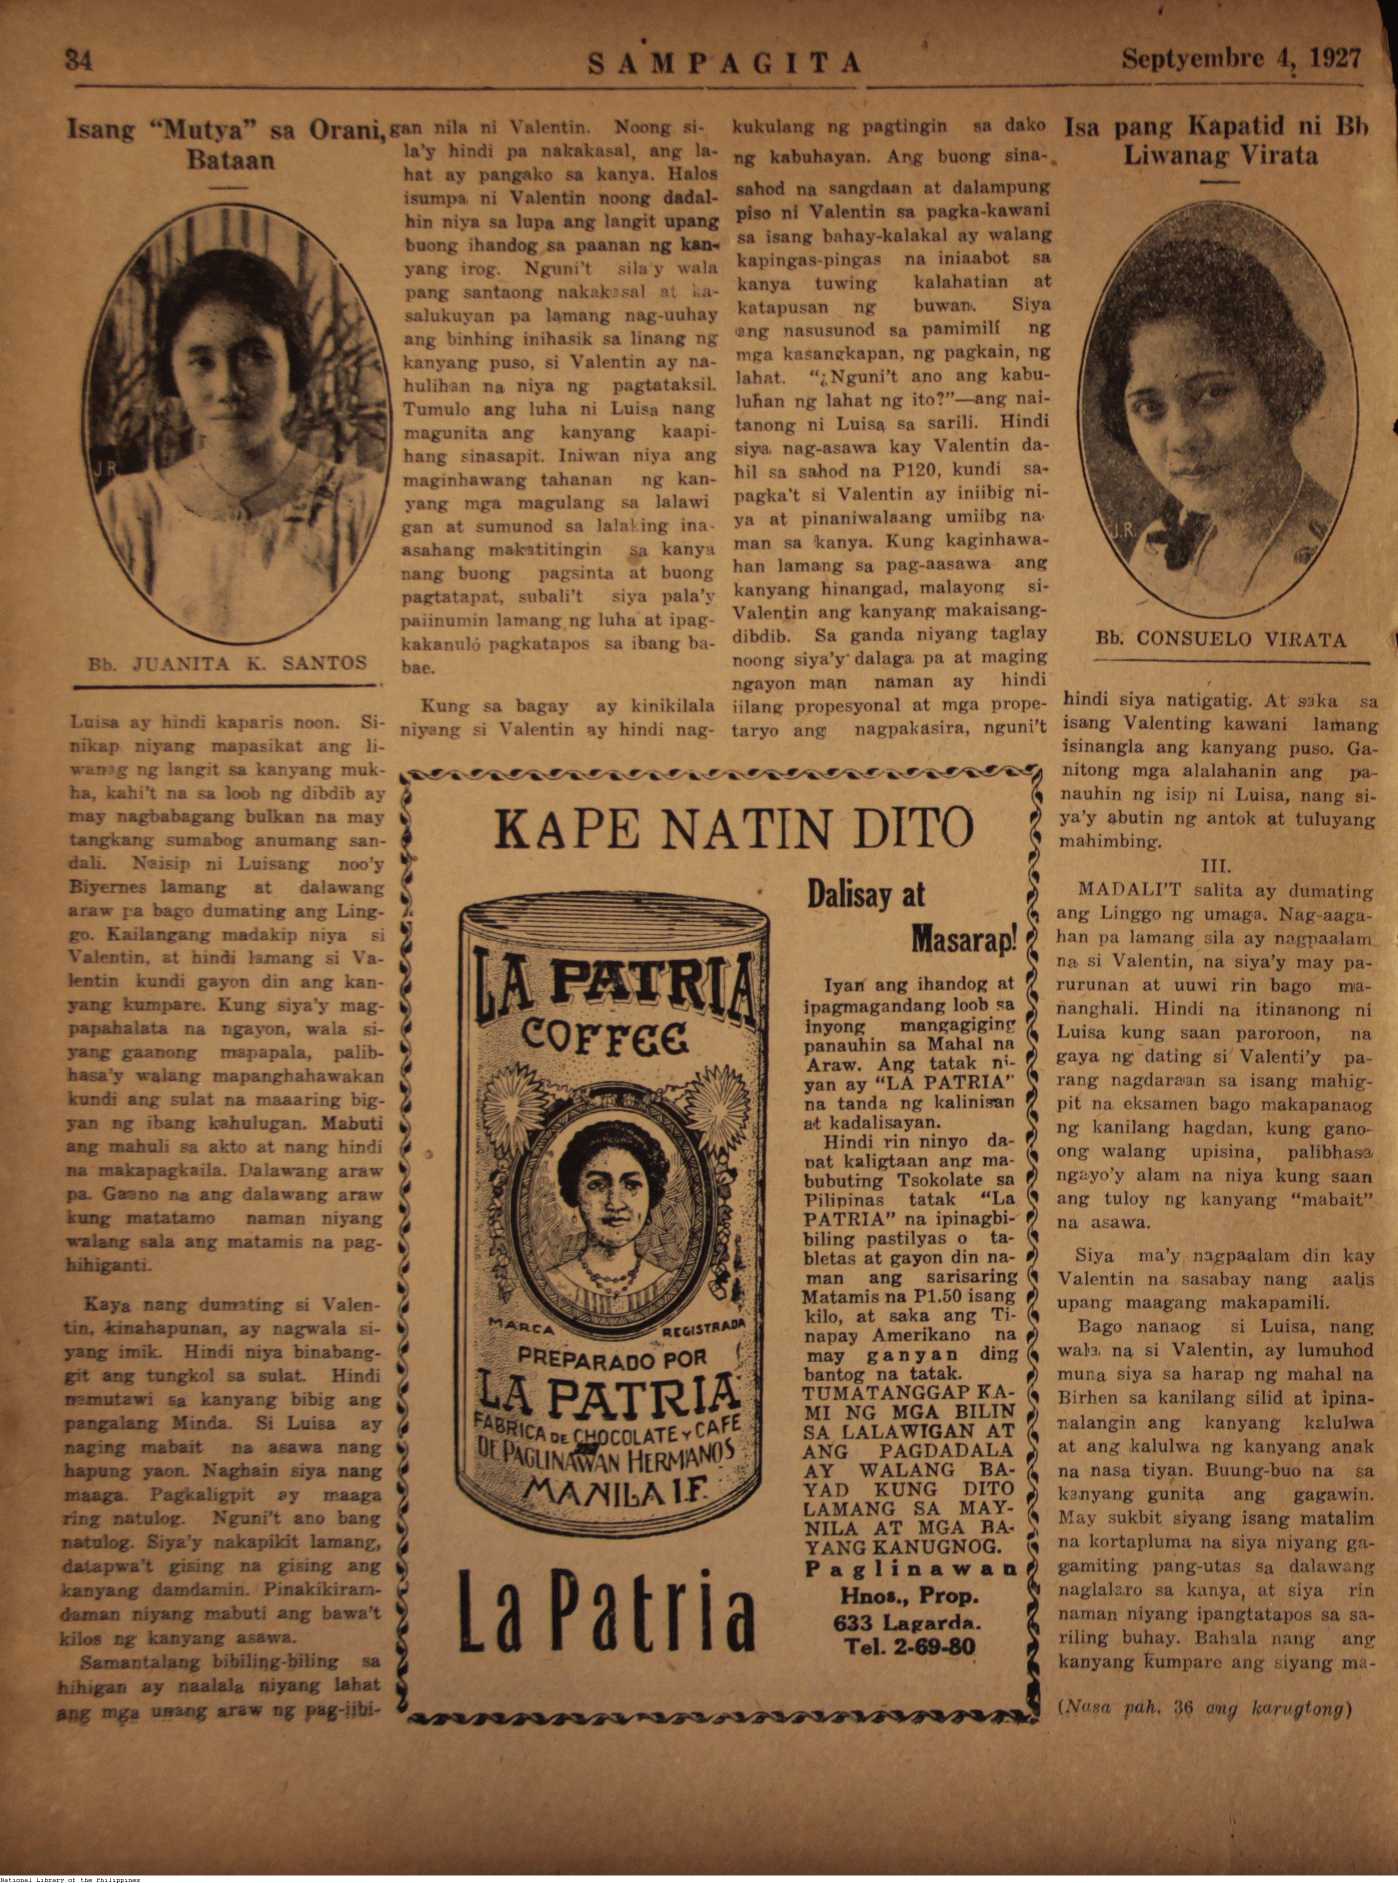 34
SAMPAGITA
Septyembre 4, 1927
Isang “Mutya” sa Orani,
Bataan
J.R
Bb. JUANITA K. SANTOS
Luisa ay hindi kaparis noon. Si-
nikap niyang mapasikat ang li-
wanag ng langit sa kanyang muk-
ha, kahi't na sa loob ng dibdib ay
may nagbabagang bulkan na may
tangkang sumabog anumang san-
dali. Naisip ni Luisang noo'y
Biyernes lamang at dalawang
araw pa bago dumating ang Ling-
go. Kailangang madakip niya si
Valentin, at hindi lamang si Va-
lentin kundi gayon din ang kan-
yang kumpare. Kung siya'y mag-
papahalata na ngayon, wala si-
yang gaanong mapapala, palib-
hasa'y walang mapanghahawakan
kundi ang sulat na maaaring big-
yan ng ibang kahulugan. Mabuti
ang mahuli sa akto at nang hindi
na makapagkaila. Dalawang araw
pa. Gaano na ang dalawang araw
kung matatamo naman niyang
walang sala ang matamis na pag-
hihiganti.
Kaya nang dumating si Valen-
tin, kinahapunan, ay nagwala si-
yang imik. Hindi niya binabang-
git ang tungkol sa sulat. Hindi
namutawi sa kanyang bibig ang
pangalang Minda. Si Luisa ay
naging mabait na asawa nang
hapung yaon. Naghain siya nang
maaga. Pagkaligpit ay maaga
ring natulog. Nguni't ano bang
natulog. Siya'y nakapikit lamang,
datapwa't gising na gising ang
kanyang damdamin. Pinakikiram-
daman niyang mabuti ang bawa't
kilos ng kanyang asawa.
Samantalang bibiling-biling sa
hihigan ay naalala niyang lahat
ang mga unang araw ng pag-iibi-
gan nila ni Valentin. Noong si-
la'y hindi pa nakakasal, ang la-
hat ay pangako sa kanya. Halos
isumpa ni Valentin noong dadal-
hin niya sa lupa ang langit upang
buong ihandog sa paanan ng kan-
yang irog. Nguni't sila'y wala
pang santaong nakakasal at ka-
salukuyan pa lamang nag-uuhay
ang binhing inihasik sa linang ng
kanyang puso, si Valentin ay na-
hulihan na niya ng pagtataksil.
Tumulo ang luha ni Luisa nang
magunita ang kanyang kaapi-
hang sinasapit. Iniwan niya ang
maginhawang tahanan ng kan-
yang mga magulang sa lalawi
gan at sumunod sa lalaking ina-
asahang makatitingin sa kanya
nang buong pagsinta at buong
pagtatapat, subali't siya pala'y
paiinumin lamang ng luha at ipag-
kakanuló pagkatapos sa ibang ba-
bae.
Kung sa bagay ay kinikilala
niyang si Valentin ay hindi nag-
kukulang ng pagtingin sa dako
ng kabuhayan. Ang buong sina-
sahod na sangdaan at dalampung
piso ni Valentin sa pagka-kawani
sa isang bahay-kalakal ay walang
kapingas-pingas na iniaabot sa
kanya tuwing kalahatian at
katapusan ng buwan. Siya
ang nasusunod sa pamimili ng
mga kasangkapan, ng pagkain, ng
lahat. “¿Nguni't ano ang kabu-
luhan ng lahat ng ito?”—ang nai-
tanong ni Luisa sa sarili. Hindi
siya nag-asawa kay Valentin da-
hil sa sahod na P120, kundi sa-
pagka't si Valentin ay iniibig ni-
ya at pinaniwalaang umiibg na-
man sa kanya. Kung kaginhawa-
han lamang sa pag-aasawa ang
kanyang hinangad, malayong si-
Valentin ang kanyang makaisang-
dibdib. Sa ganda niyang taglay
noong siya'y dalaga pa at maging
ngayon man naman ay hindi
iilang propesyonal at mga prope-
taryo ang nagpakasira, nguni't
KAPE NATIN DITO
LA PATRIA
COFFEE
MARCA REGISTRADA
PREPARADO POR
LA PATRIA
FABRICA DE CHOCOLATE Y CAFE
DE PAGLINAWAN HERMANOS
MANILA I.F.
La Patria
Dalisay at
Masarap!
Iyan ang ihandog at
ipagmagandang loob sa
inyong mangagiging
panauhin sa Mahal na
Araw. Ang tatak ni-
yan ay “LA PATRIA”
na tanda ng kalinisan
at kadalisayan.
Hindi rin ninyo da-
pat kaligtaan ang ma-
bubuting Tsokolate sa
Pilipinas tatak “La
PATRIA” na ipinagbi-
biling pastilyas o ta-
bletas at gayon din na-
man ang sarisaring
Matamis na P1.50 isang
kilo, at saka ang Ti-
napay Amerikano na
may ganyan ding
bantog na tatak.
TUMATANGGAP KA-
MI NG MGA BILIN
SA LALAWIGAN AT
ANG PAGDADALA
AY WALANG BA-
YAD KUNG DITO
LAMANG SA MAY-
NILA AT MGA BA-
YANG KANUGNOG.
Paglinawan
Hnos., Prop.
633 Lagarda.
Tel. 2-69-80
Isa pang Kapatid ni Bb
Liwanag Virata
J.R.
Bb. CONSUELO VIRATA
hindi siya natigatig. At saka sa
isang Valenting kawani lamang
isinangla ang kanyang puso. Ga-
nitong mga alalahanin ang pa-
nauhin ng isip ni Luisa, nang si-
ya'y abutin ng antok at tuluyang
mahimbing.
III.
MADALI'T salita ay dumating
ang Linggo ng umaga. Nag-aaga-
han pa lamang sila ay nagpaalam
na si Valentin, na siya'y may pa-
rurunan at uuwi rin bago ma-
nanghali. Hindi na itinanong ni
Luisa kung saan paroroon, na
gaya ng dating si Valenti'y pa-
rang nagdaraan sa isang mahig-
pit na eksamen bago makapanaog
ng kanilang hagdan, kung gano-
ong walang upisina, palibhasa
ngayo'y alam na niya kung saan
ang tuloy ng kanyang “mabait”
na asawa.
Siya ma'y nagpaalam din kay
Valentin na sasabay nang aalis
upang maagang makapamili.
Bago nanaog si Luisa, nang
wala na si Valentin, ay lumuhod
muna siya sa harap ng mahal na
Birhen sa kanilang silid at ipina-
nalangin ang kanyang kalulwa
at ang kalulwa ng kanyang anak
na nasa tiyan. Buung-buo na sa
kanyang gunita ang gagawin.
May sukbit siyang isang matalim
na kortapluma na siya niyang ga-
gamiting pang-utas sa dalawang
naglalaro sa kanya, at siya rin
naman niyang ipangtatapos sa sa-
riling buhay. Bahala nang ang
kanyang kumpare ang siyang ma-
(Nasa pah. 36 ang karugtong)
National Library of the Philippines